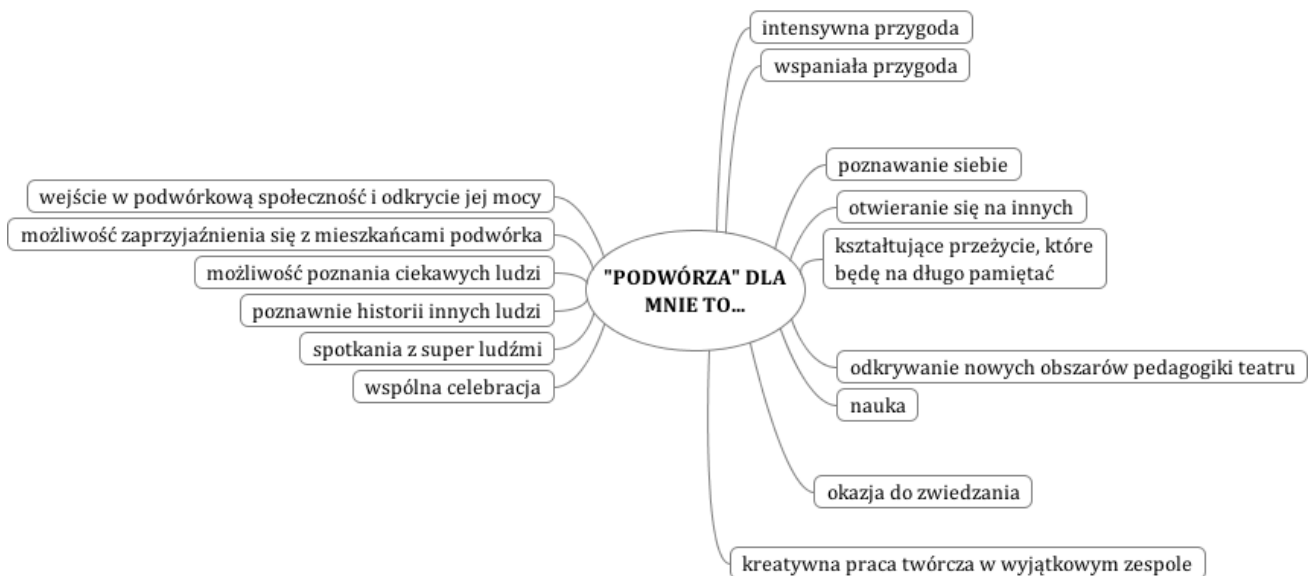 intensywna przygoda
wspaniała przygoda
poznawanie siebie
otwieranie się na innych
kształtujące przeżycie, które
będę na długo pamiętać
odkrywanie nowych obszarów pedagogiki teatru
nauka
okazja do zwiedzania
kreatywna praca twórcza w wyjątkowym zespole
"PODWÓRZA" DLA
MNIE TO...
wejście w podwórkową społeczność i odkrycie jej mocy
możliwość zaprzyjaźnienia się z mieszkańcami podwórka
możliwość poznania ciekawych ludzi
poznawnie historii innych ludzi
spotkania z super ludźmi
wspólna celebracja